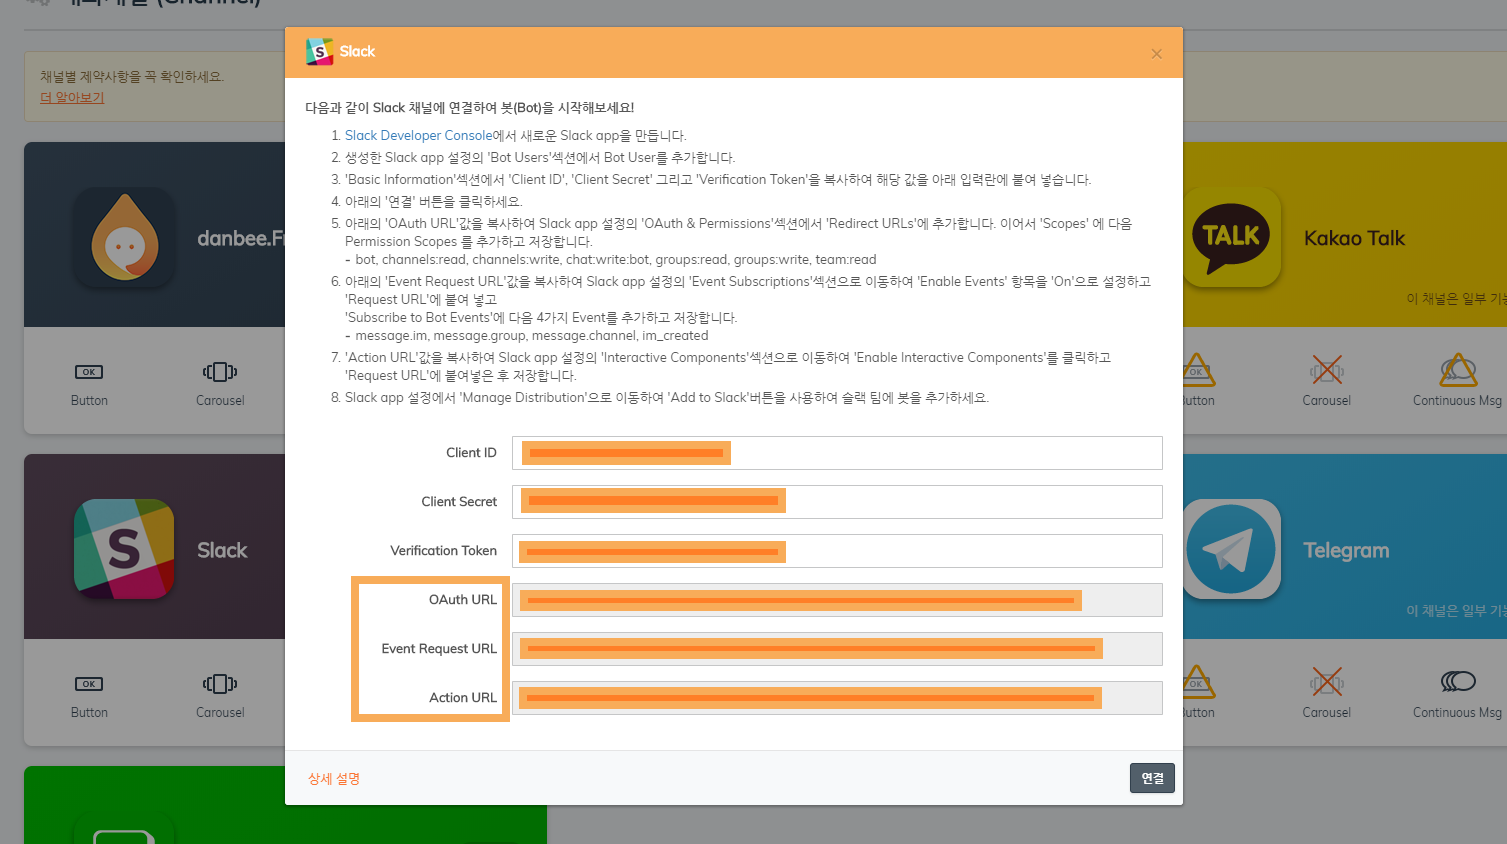 (Channel)
채널별 제약사항을 꼭 확인하세요.
더 알아보기
Slack
×
다음과 같이 Slack 채널에 연결하여 봇(Bot)을 시작해보세요!
1. Slack Developer Console에서 새로운 Slack app을 만듭니다.
2. 생성한 Slack app 설정의 'Bot Users'섹션에서 Bot User를 추가합니다.
3. 'Basic Information'섹션에서 'Client ID', 'Client Secret' 그리고 'Verification Token'을 복사하여 해당 값을 아래 입력란에 붙여 넣습니다.
4. 아래의 '연결' 버튼을 클릭하세요.
5. 아래의 'OAuth URL'값을 복사하여 Slack app 설정의 'OAuth & Permissions'섹션에서 'Redirect URLs'에 추가합니다. 이어서 'Scopes' 에 다음
Permission Scopes 를 추가하고 저장합니다.
- bot, channels:read, channels:write, chat:write:bot, groups:read, groups:write, team:read
6. 아래의 'Event Request URL'값을 복사하여 Slack app 설정의 'Event Subscriptions'섹션으로 이동하여 'Enable Events' 항목을 'On'으로 설정하고
'Request URL'에 붙여 넣고
'Subscribe to Bot Events'에 다음 4가지 Event를 추가하고 저장합니다.
- message.im, message.group, message.channel, im_created
7. 'Action URL'값을 복사하여 Slack app 설정의 'Interactive Components'섹션으로 이동하여 'Enable Interactive Components'를 클릭하고
'Request URL'에 붙여넣은 후 저장합니다.
8. Slack app 설정에서 'Manage Distribution'으로 이동하여 'Add to Slack'버튼을 사용하여 슬랙 팀에 봇을 추가하세요.
Client ID
Client Secret
Verification Token
OAuth URL
Event Request URL
Action URL
상세 설명
연결
danbee.Fr
OK
Button
Carousel
TALK
Kakao Talk
이 채널은 일부 기능
OK
Button
Carousel
Continuous Msg
S
Slack
OK
Button
Carousel
Telegram
이 채널은 일부 기능
OK
Button
Carousel
Continuous Msg